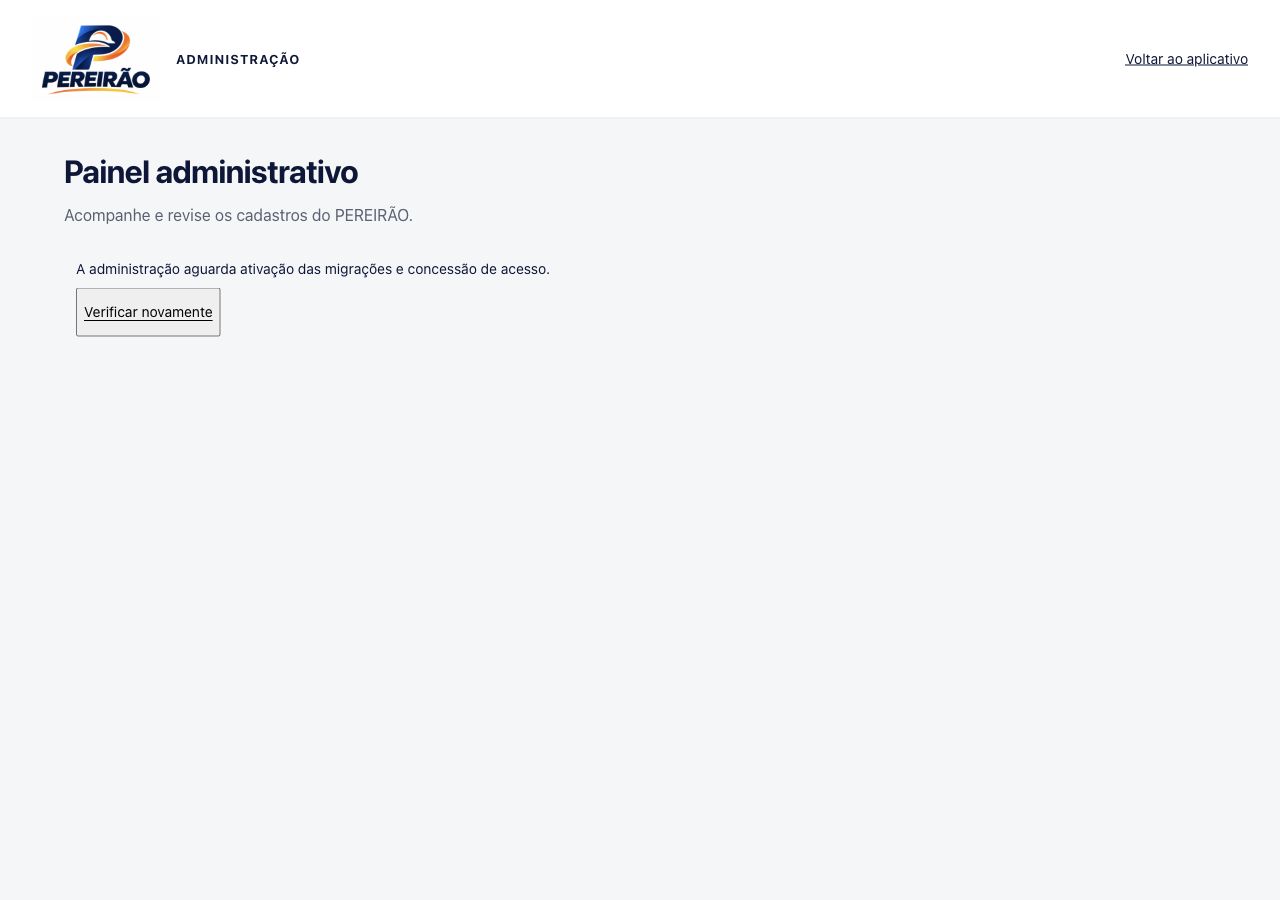 PEREIRÃO
ADMINISTRAÇÃO
Voltar ao aplicativo
Painel administrativo
Acompanhe e revise os cadastros do PEREIRÃO.
A administração aguarda ativação das migrações e concessão de acesso.
Verificar novamente